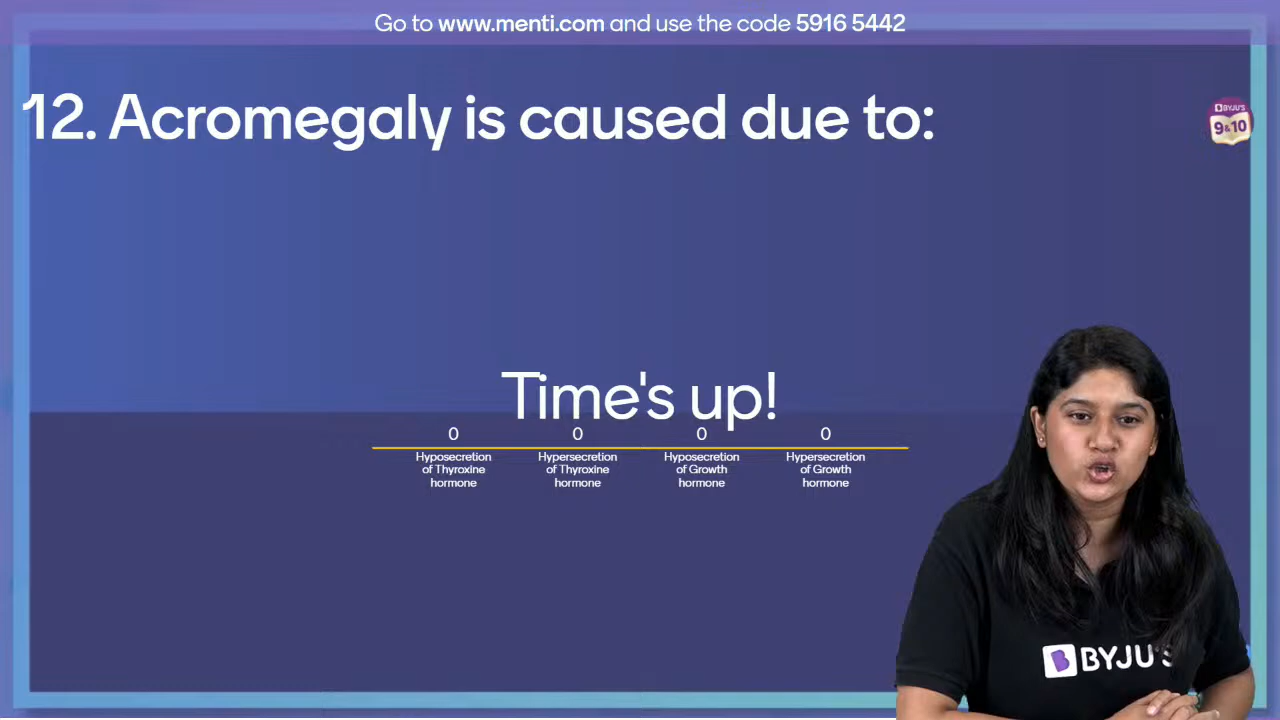 Go to www.menti.com and use the code 5916 5442
12. Acromegaly is caused due to:
BYJU'S
9&10
Time's up!
0 0 0 0
Hyposecretion of Thyroxine hormone
Hypersecretion of Thyroxine hormone
Hyposecretion of Growth hormone
Hypersecretion of Growth hormone
BYJU'S